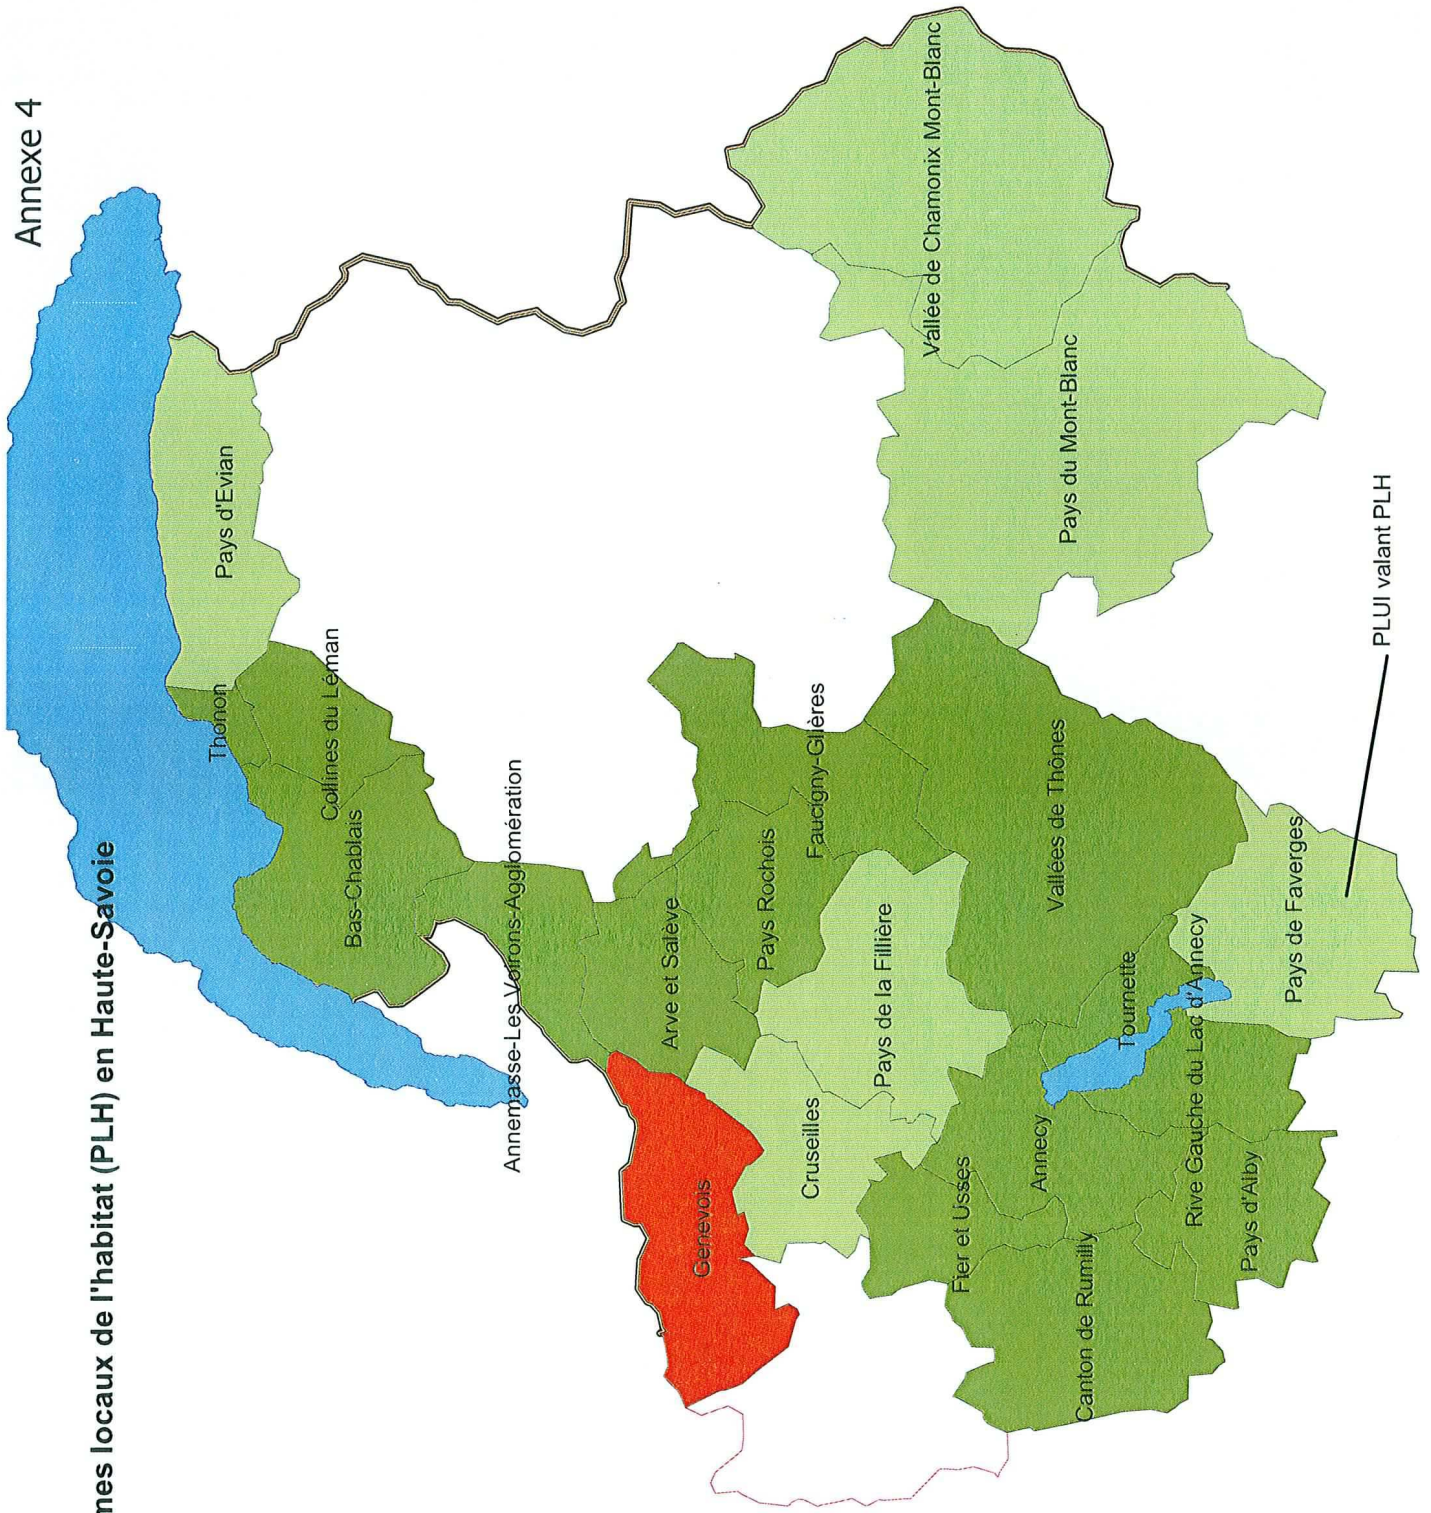 Annexe 4
mes locaux de l'habitat (PLH) en Haute-Savoie
Pays d'Evian
Thonon
Collines du Léman
Bas-Chablais
Annemasse-Les Voirons-Agglomération
Arve et Salève
Pays Rochois
Faucigny-Glières
Genevois
Cruseilles
Pays de la Fillière
Vallée de Chamonix Mont-Blanc
Pays du Mont-Blanc
Vallées de Thônes
Fier et Usses
Annecy
Tournette
Canton de Rumilly
Rive Gauche du Lac d'Annecy
Pays d'Alby
Pays de Faverges
PLUI valant PLH